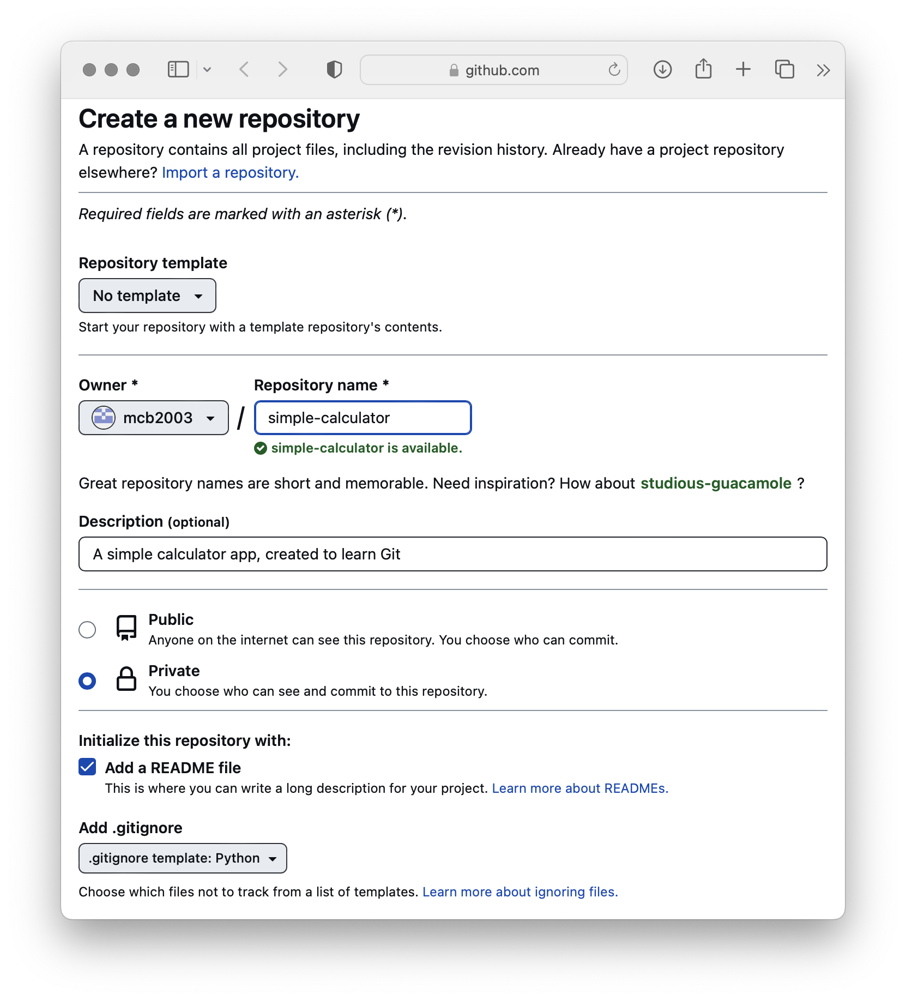 github.com
Create a new repository
A repository contains all project files, including the revision history. Already have a project repository
elsewhere? Import a repository.
Required fields are marked with an asterisk (*).
Repository template
No template
Start your repository with a template repository's contents.
Owner * Repository name *
mcb2003 / simple-calculator
simple-calculator is available.
Great repository names are short and memorable. Need inspiration? How about studious-guacamole ?
Description (optional)
A simple calculator app, created to learn Git
Public
Anyone on the internet can see this repository. You choose who can commit.
Private
You choose who can see and commit to this repository.
Initialize this repository with:
Add a README file
This is where you can write a long description for your project. Learn more about READMEs.
Add .gitignore
.gitignore template: Python
Choose which files not to track from a list of templates. Learn more about ignoring files.